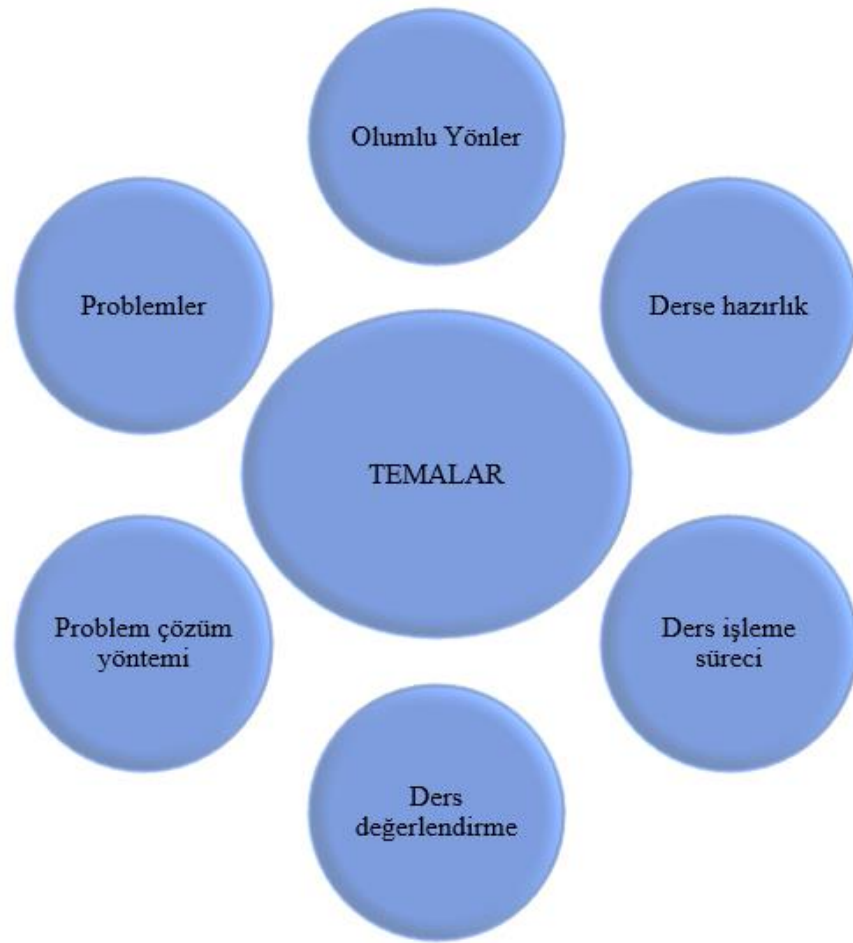 Olumlu Yönler
Derse hazırlık
Ders işleme
süreci
Ders
değerlendirme
Problem çözüm
yöntemi
Problemler
TEMALAR